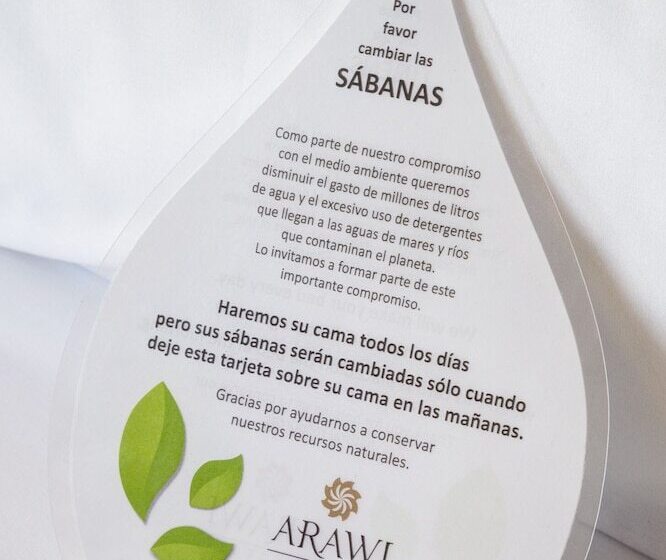 Por
favor
cambiar las
SÁBANAS
Como parte de nuestro compromiso
con el medio ambiente queremos
disminuir el gasto de millones de litros
de agua y el excesivo uso de detergentes
que llegan a las aguas de mares y ríos
que contaminan el planeta.
Lo invitamos a formar parte de este
importante compromiso.
Haremos su cama todos los días
pero sus sábanas serán cambiadas sólo cuando
deje esta tarjeta sobre su cama en las mañanas.
Gracias por ayudarnos a conservar
nuestros recursos naturales.
ARAWI